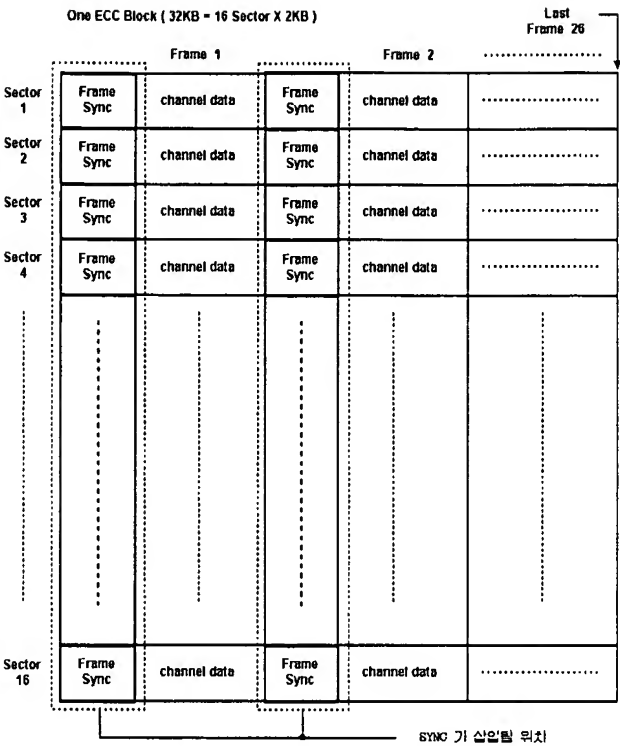 One ECC Block ( 32KB = 16 Sector X 2KB )
Last
Frame 26
Frame 1
Frame 2
Sector
1
Frame
Sync
channel data
Frame
Sync
channel data
Sector
2
Frame
Sync
channel data
Frame
Sync
channel data
Sector
3
Frame
Sync
channel data
Frame
Sync
channel data
Sector
4
Frame
Sync
channel data
Frame
Sync
channel data
Sector
16
Frame
Sync
channel data
Frame
Sync
channel data
SYNC 가 삽입될 위치